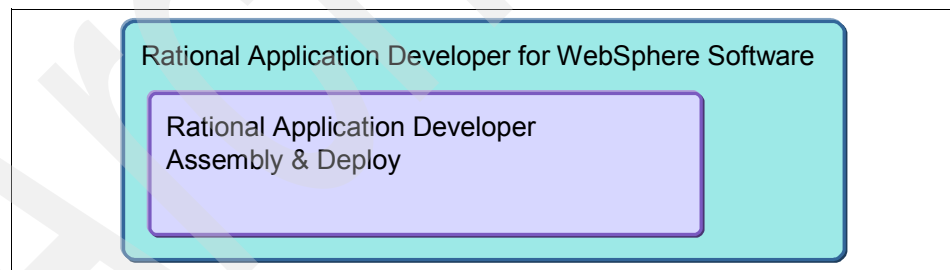 Rational Application Developer for WebSphere Software
Rational Application Developer
Assembly & Deploy